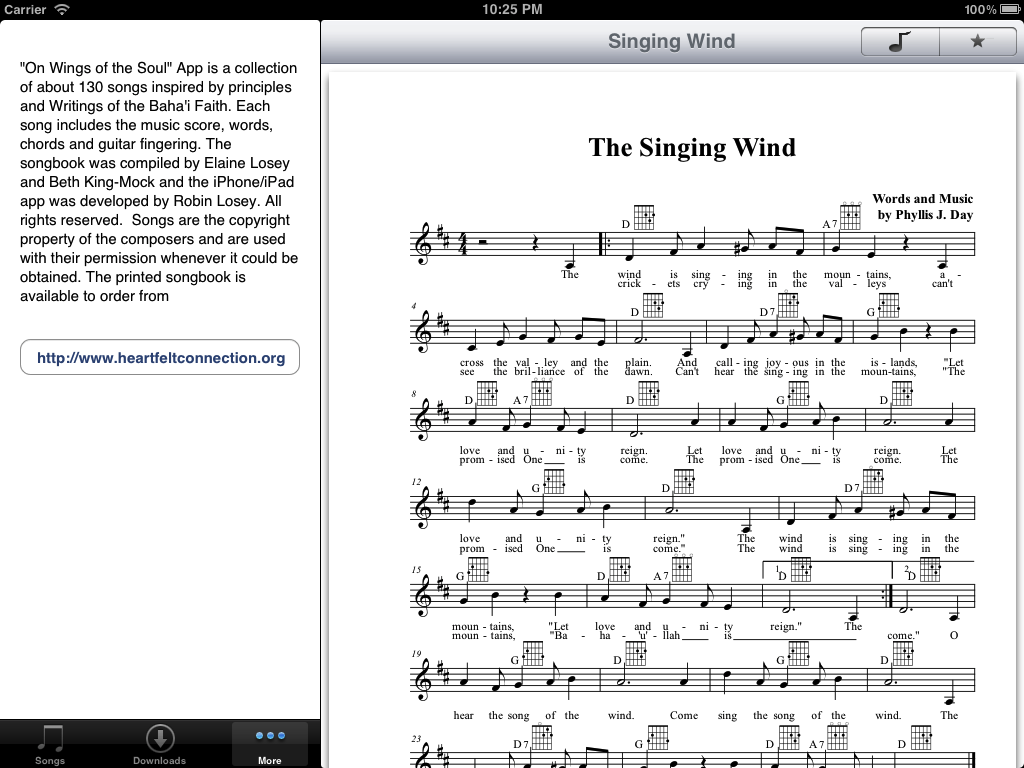 Carrier 10:25 PM 100%
"On Wings of the Soul" App is a collection
of about 130 songs inspired by principles
and Writings of the Baha'i Faith. Each
song includes the music score, words,
chords and guitar fingering. The
songbook was compiled by Elaine Losey
and Beth King-Mock and the iPhone/iPad
app was developed by Robin Losey. All
rights reserved.  Songs are the copyright
property of the composers and are used
with their permission whenever it could be
obtained. The printed songbook is
available to order from
http://www.heartfeltconnection.org
Songs Downloads More
Singing Wind
The Singing Wind
Words and Music
by Phyllis J. Day
D A7
The wind is sing - ing in the moun - tains, a -
crick - ets cry - ing in the val - leys can't
4 D D7 G
cross the val - ley and the plain. And call - ing joy - ous in the is - lands, "Let
see the bril - liance of the dawn. Can't hear the sing - ing in the moun - tains, "The
8 D A7 D G D
love and u - ni - ty reign. Let love and u - ni - ty reign. Let
prom - ised One___ is come. The prom - ised One___ is come. The
12 G D D7
love and u - ni - ty reign." The wind is sing - ing in the
prom - ised One___ is come." The wind is sing - ing in the
15 G D A7 1. D 2. D
moun - tains, "Let love and u - ni - ty reign." The
moun - tains, "Ba - ha - 'u' - llah___ is___ come." O
19 G D G D
hear the song of the wind. Come sing the song of the wind. The
23 D7 G D A7 D